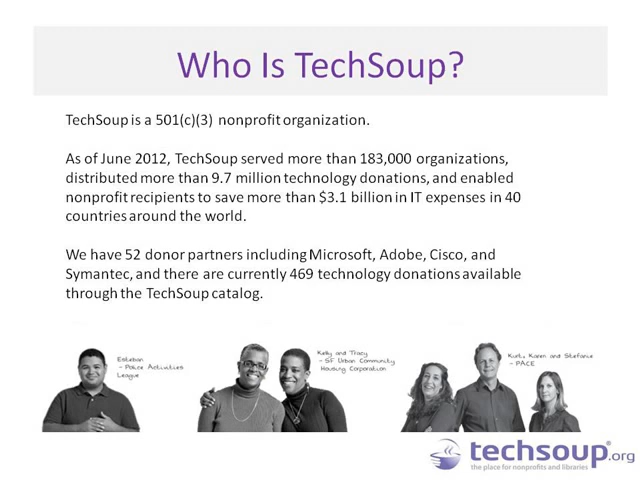 Who Is TechSoup?
TechSoup is a 501(c)(3) nonprofit organization.
As of June 2012, TechSoup served more than 183,000 organizations,
distributed more than 9.7 million technology donations, and enabled
nonprofit recipients to save more than $3.1 billion in IT expenses in 40
countries around the world.
We have 52 donor partners including Microsoft, Adobe, Cisco, and
Symantec, and there are currently 469 technology donations available
through the TechSoup catalog.
Esteban
- Police Activities
League
Kelly and Tracy
- SF Urban Community
Housing Corporation
Kurt, Karen and Stefanie
- PACE
techsoup®.org
the place for nonprofits and libraries